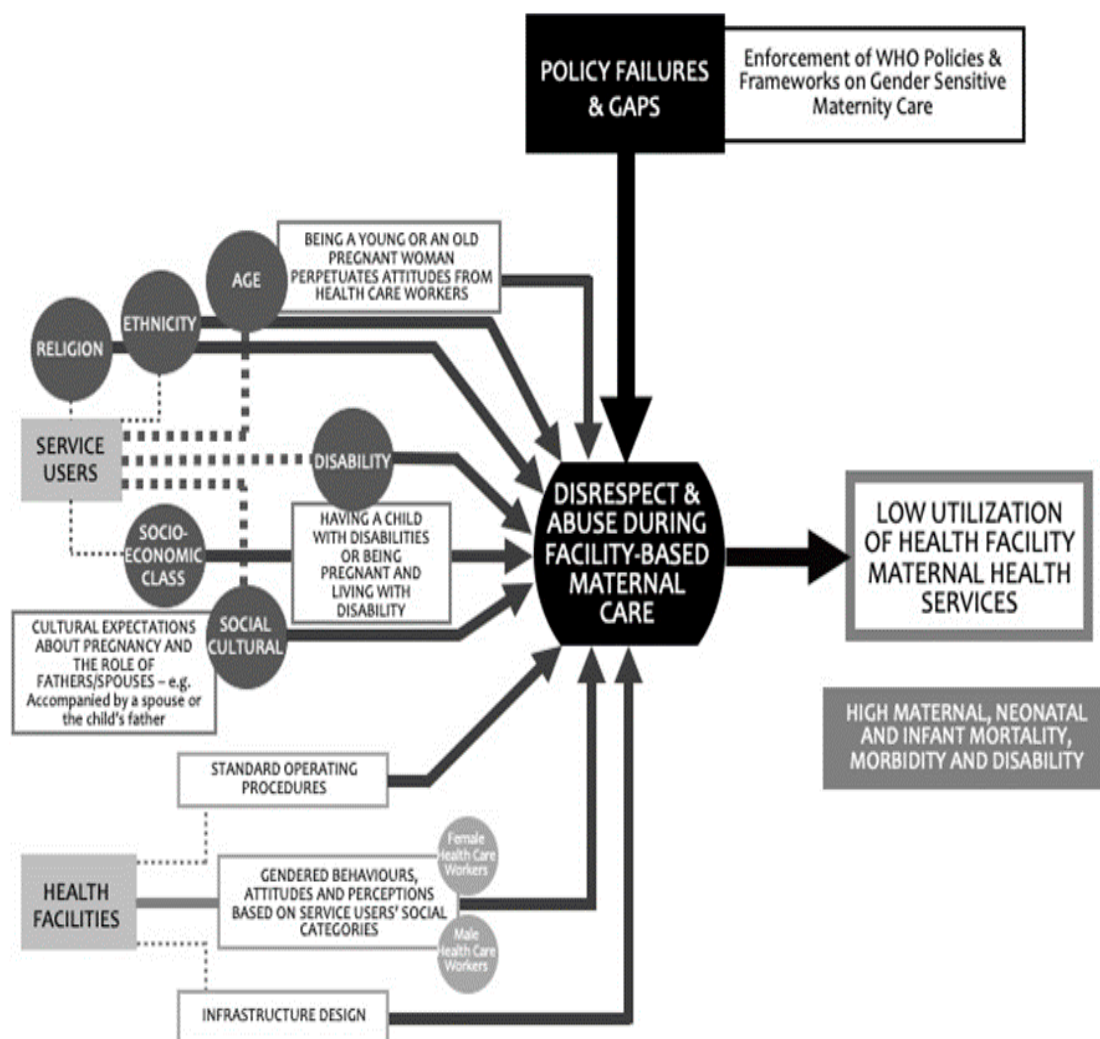 POLICY FAILURES
& GAPS
Enforcement of WHO Policies &
Frameworks on Gender Sensitive
Maternity Care
AGE
BEING A YOUNG OR AN OLD
PREGNANT WOMAN
PERPETUATES ATTITUDES FROM
HEALTH CARE WORKERS
ETHNICITY
RELIGION
SERVICE
USERS
DISABILITY
HAVING A CHILD
WITH DISABILITIES
OR BEING
PREGNANT AND
LIVING WITH
DISABILITY
SOCIO-
ECONOMIC
CLASS
SOCIAL
CULTURAL
CULTURAL EXPECTATIONS
ABOUT PREGNANCY AND
THE ROLE OF
FATHERS/SPOUSES – e.g.
Accompanied by a spouse or
the child's father
DISRESPECT &
ABUSE DURING
FACILITY-BASED
MATERNAL
CARE
LOW UTILIZATION
OF HEALTH FACILITY
MATERNAL HEALTH
SERVICES
HIGH MATERNAL, NEONATAL
AND INFANT MORTALITY,
MORBIDITY AND DISABILITY
STANDARD OPERATING
PROCEDURES
HEALTH
FACILITIES
GENDERED BEHAVIOURS,
ATTITUDES AND PERCEPTIONS
BASED ON SERVICE USERS' SOCIAL
CATEGORIES
Female
Health Care
Workers
Male
Health Care
Workers
INFRASTRUCTURE DESIGN